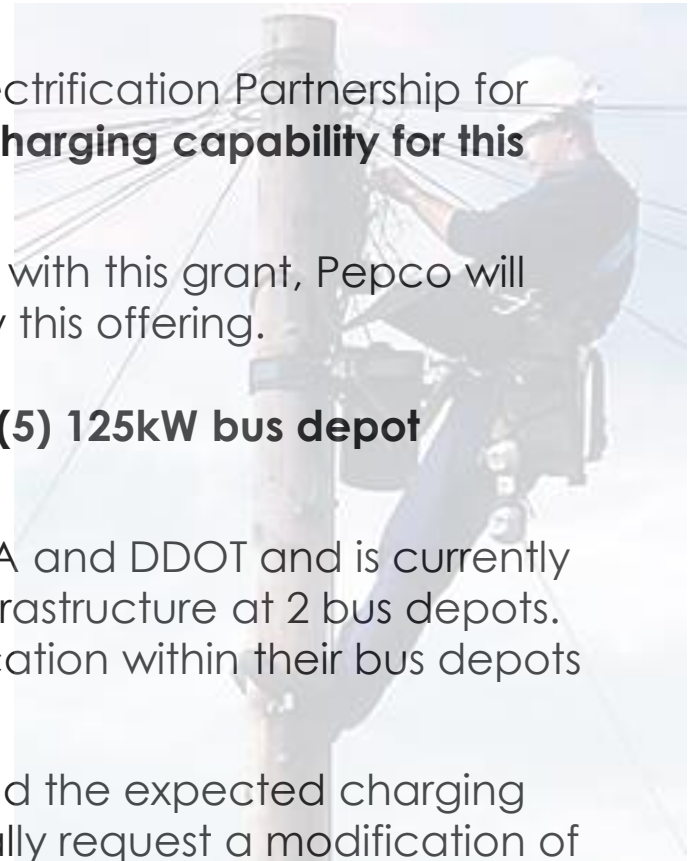 ctrification Partnership for
harging capability for this
with this grant, Pepco will
this offering.
(5) 125kW bus depot
A and DDOT and is currently
rastructure at 2 bus depots.
cation within their bus depots
d the expected charging
ally request a modification of